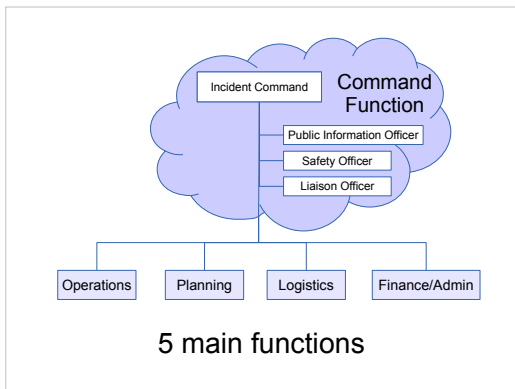 Incident Command
Command
Function
Public Information Officer
Safety Officer
Liaison Officer
Operations
Planning
Logistics
Finance/Admin
5 main functions